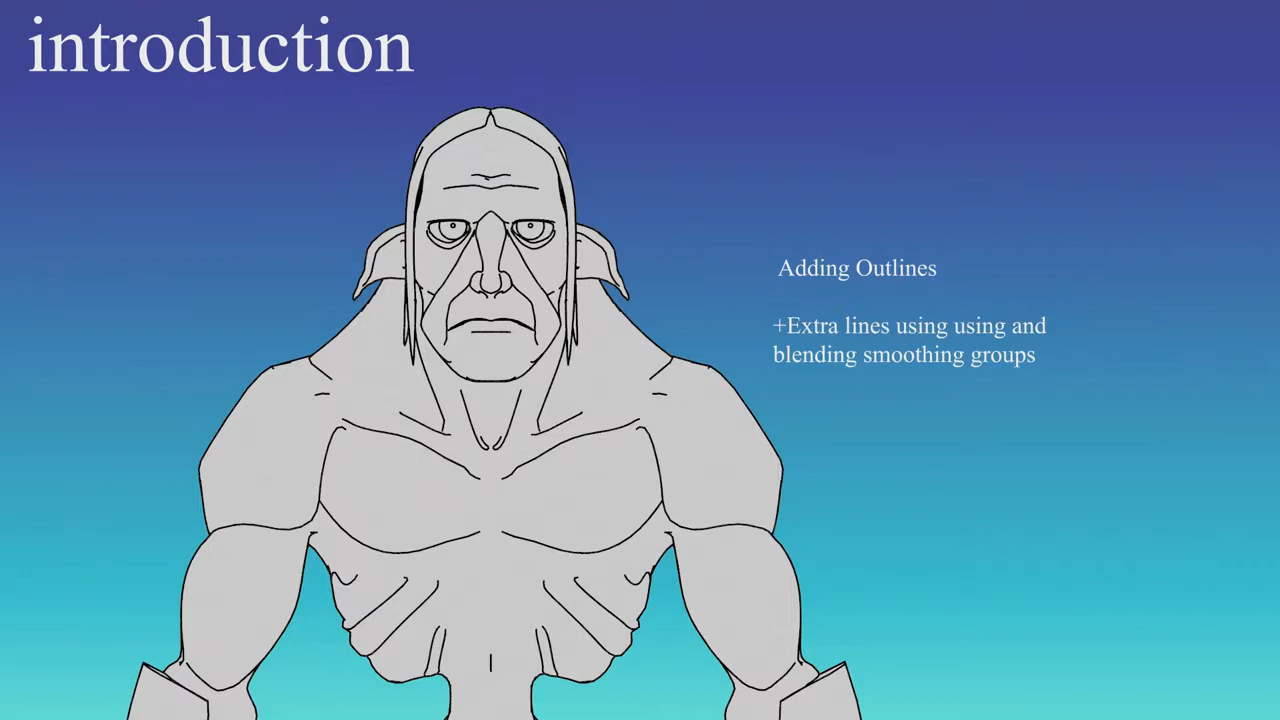 introduction
Adding Outlines
+Extra lines using using and
blending smoothing groups